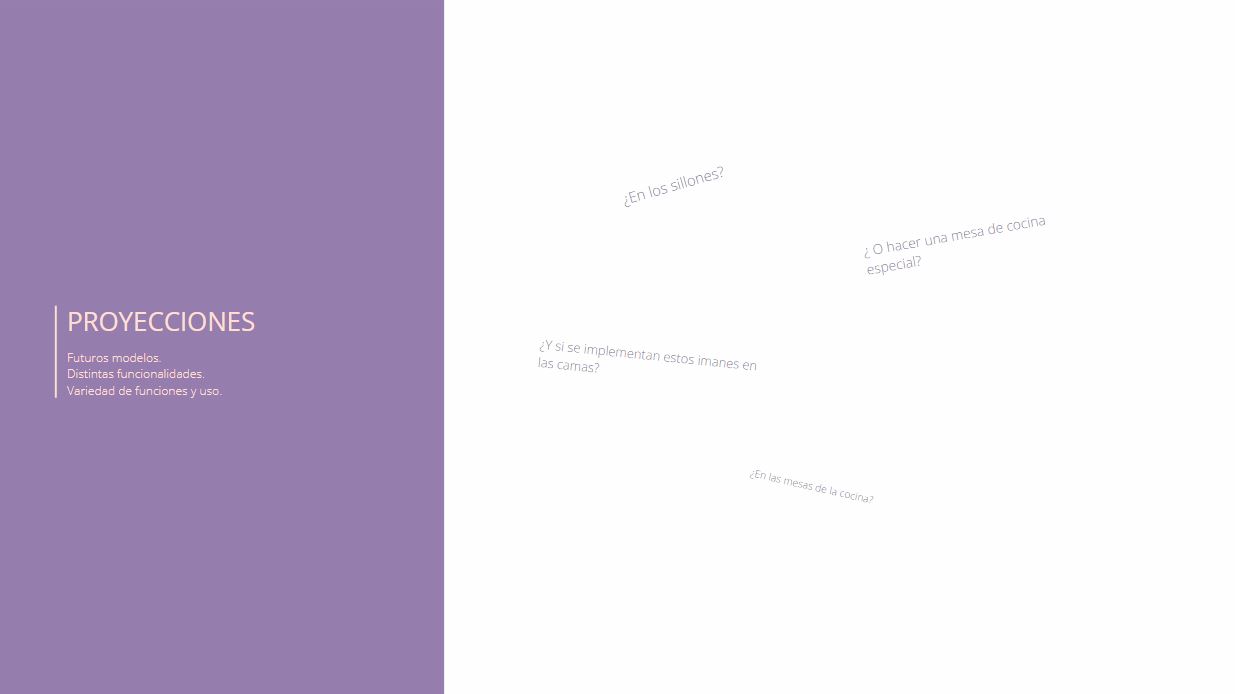 PROYECCIONES
Futuros modelos.
Distintas funcionalidades.
Variedad de funciones y uso.
¿En los sillones?
¿ O hacer una mesa de cocina
especial?
¿Y si se implementan estos imanes en
las camas?
¿En las mesas de la cocina?